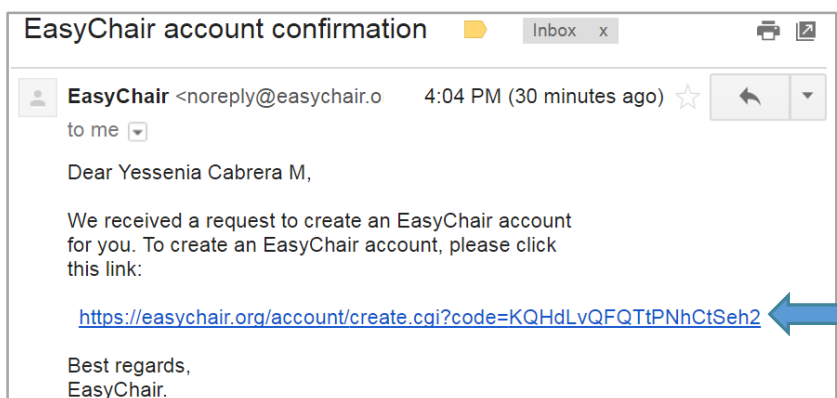 EasyChair account confirmation Inbox x
EasyChair <noreply@easychair.o 4:04 PM (30 minutes ago)
to me
Dear Yessenia Cabrera M,
We received a request to create an EasyChair account
for you. To create an EasyChair account, please click
this link:
https://easychair.org/account/create.cgi?code=KQHdLvQFQTtPNhCtSeh2
Best regards,
EasyChair.